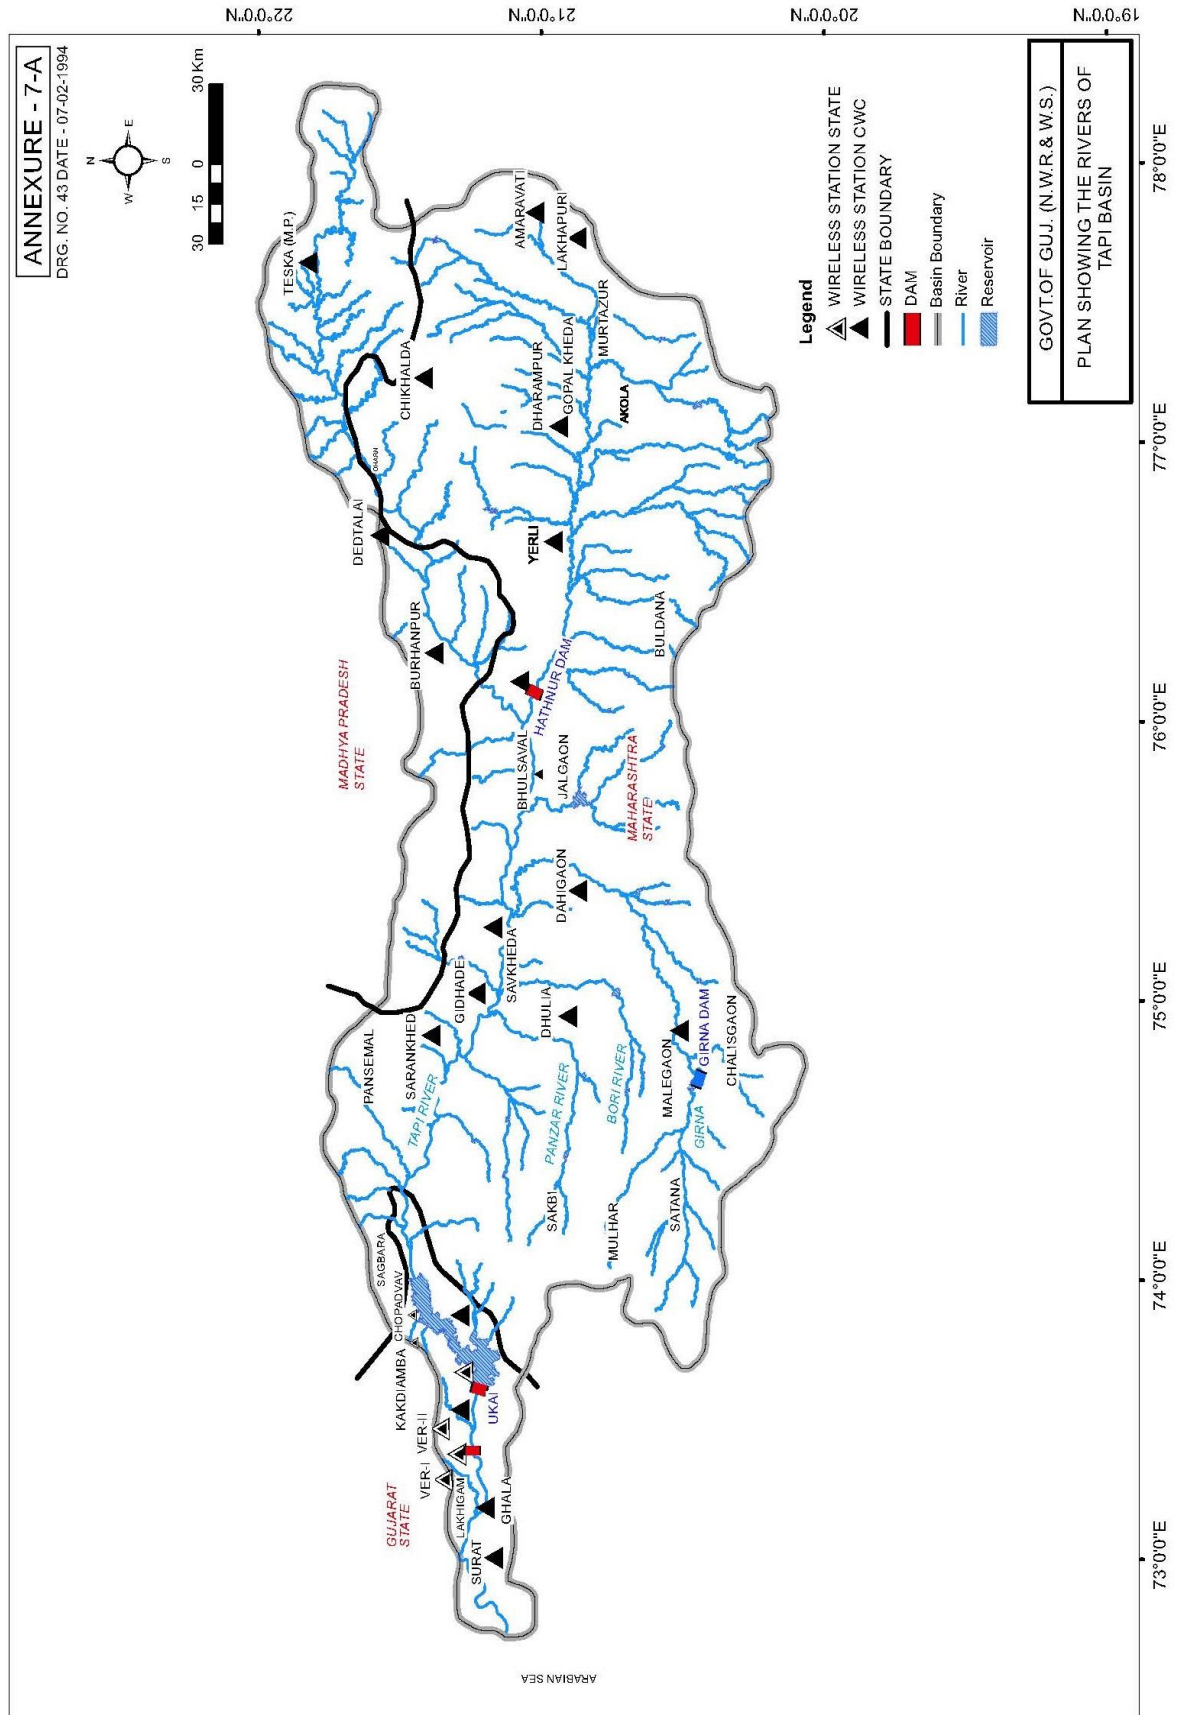 ANNEXURE - 7-A
DRG. NO. 43 DATE - 07-02-1994
N
W
E
S
30 15 0 30 Km
22°0'0"N
21°0'0"N
20°0'0"N
19°0'0"N
TESKA (M.P.)
AMARAVATI
LAKHAPURI
CHIKHALDA
MURTAZUR
DHARAMPUR
GOPAL KHEDA
AKOLA
DHARNI
DEDTALAI
YERLI
BURHANPUR
BULDANA
MADHYA PRADESH
STATE
HATHNUR DAM
BHULSAVAL
JALGAON
MAHARASHTRA
STATE
DAHIGAON
SAVKHEDA
GIDHADE
DHULIA
SARANKHED
PANSEMAL
TAPI RIVER
PANZAR RIVER
BORI RIVER
MALEGAON
GIRNA DAM
CHALISGAON
GIRNA
SAKBI
MULHAR
SATANA
SAGBARA
CHOPADVAV
KAKDIAMBA
VER-II
VER-I
UKAI
LAKHIGAM
GHALA
SURAT
GUJARAT
STATE
ARABIAN SEA
Legend
WIRELESS STATION STATE
WIRELESS STATION CWC
STATE BOUNDARY
DAM
Basin Boundary
River
Reservoir
GOVT.OF GUJ. (N.W.R.& W.S.)
PLAN SHOWING THE RIVERS OF
TAPI BASIN
73°0'0"E
74°0'0"E
75°0'0"E
76°0'0"E
77°0'0"E
78°0'0"E